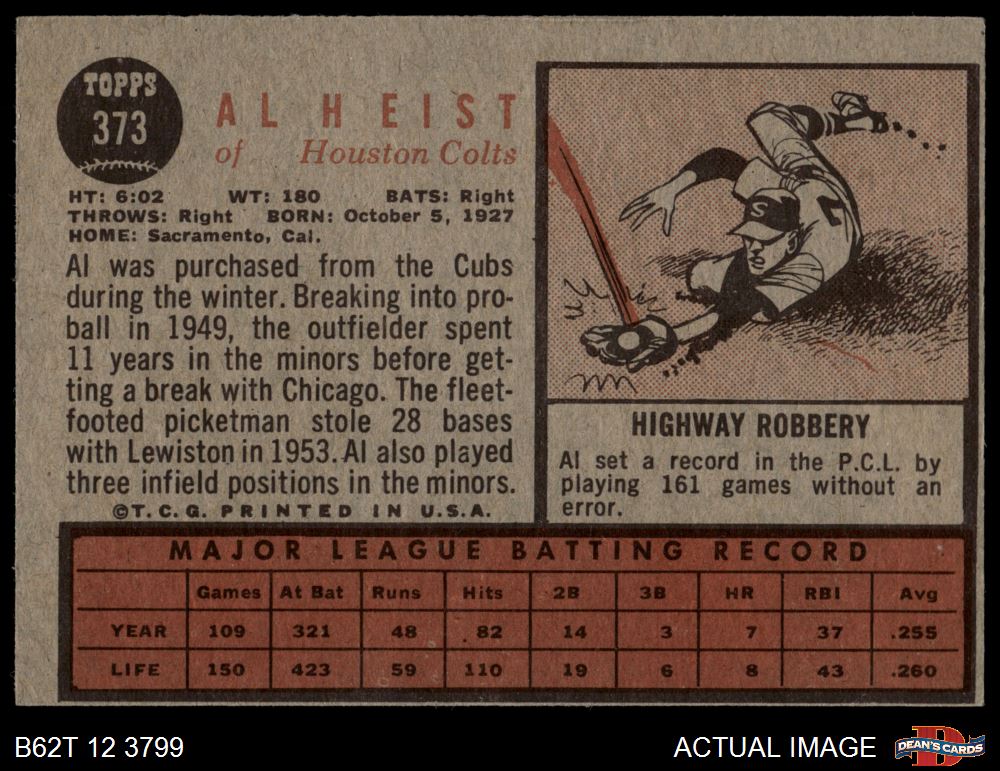 TOPPS
373
AL HEIST
of Houston Colts
HT: 6:02 WT: 180 BATS: Right
THROWS: Right BORN: October 5, 1927
HOME: Sacramento, Cal.
Al was purchased from the Cubs
during the winter. Breaking into pro-
ball in 1949, the outfielder spent
11 years in the minors before get-
ting a break with Chicago. The fleet-
footed picketman stole 28 bases
with Lewiston in 1953. Al also played
three infield positions in the minors.
©T.C.G. PRINTED IN U.S.A.
S
HIGHWAY ROBBERY
Al set a record in the P.C.L. by
playing 161 games without an
error.
MAJOR LEAGUE BATTING RECORD
Games At Bat Runs Hits 2B 3B HR RBI Avg
YEAR 109 321 48 82 14 3 7 37 .255
LIFE 150 423 59 110 19 6 8 43 .260
B62T 12 3799
ACTUAL IMAGE
D
DEAN'S CARDS